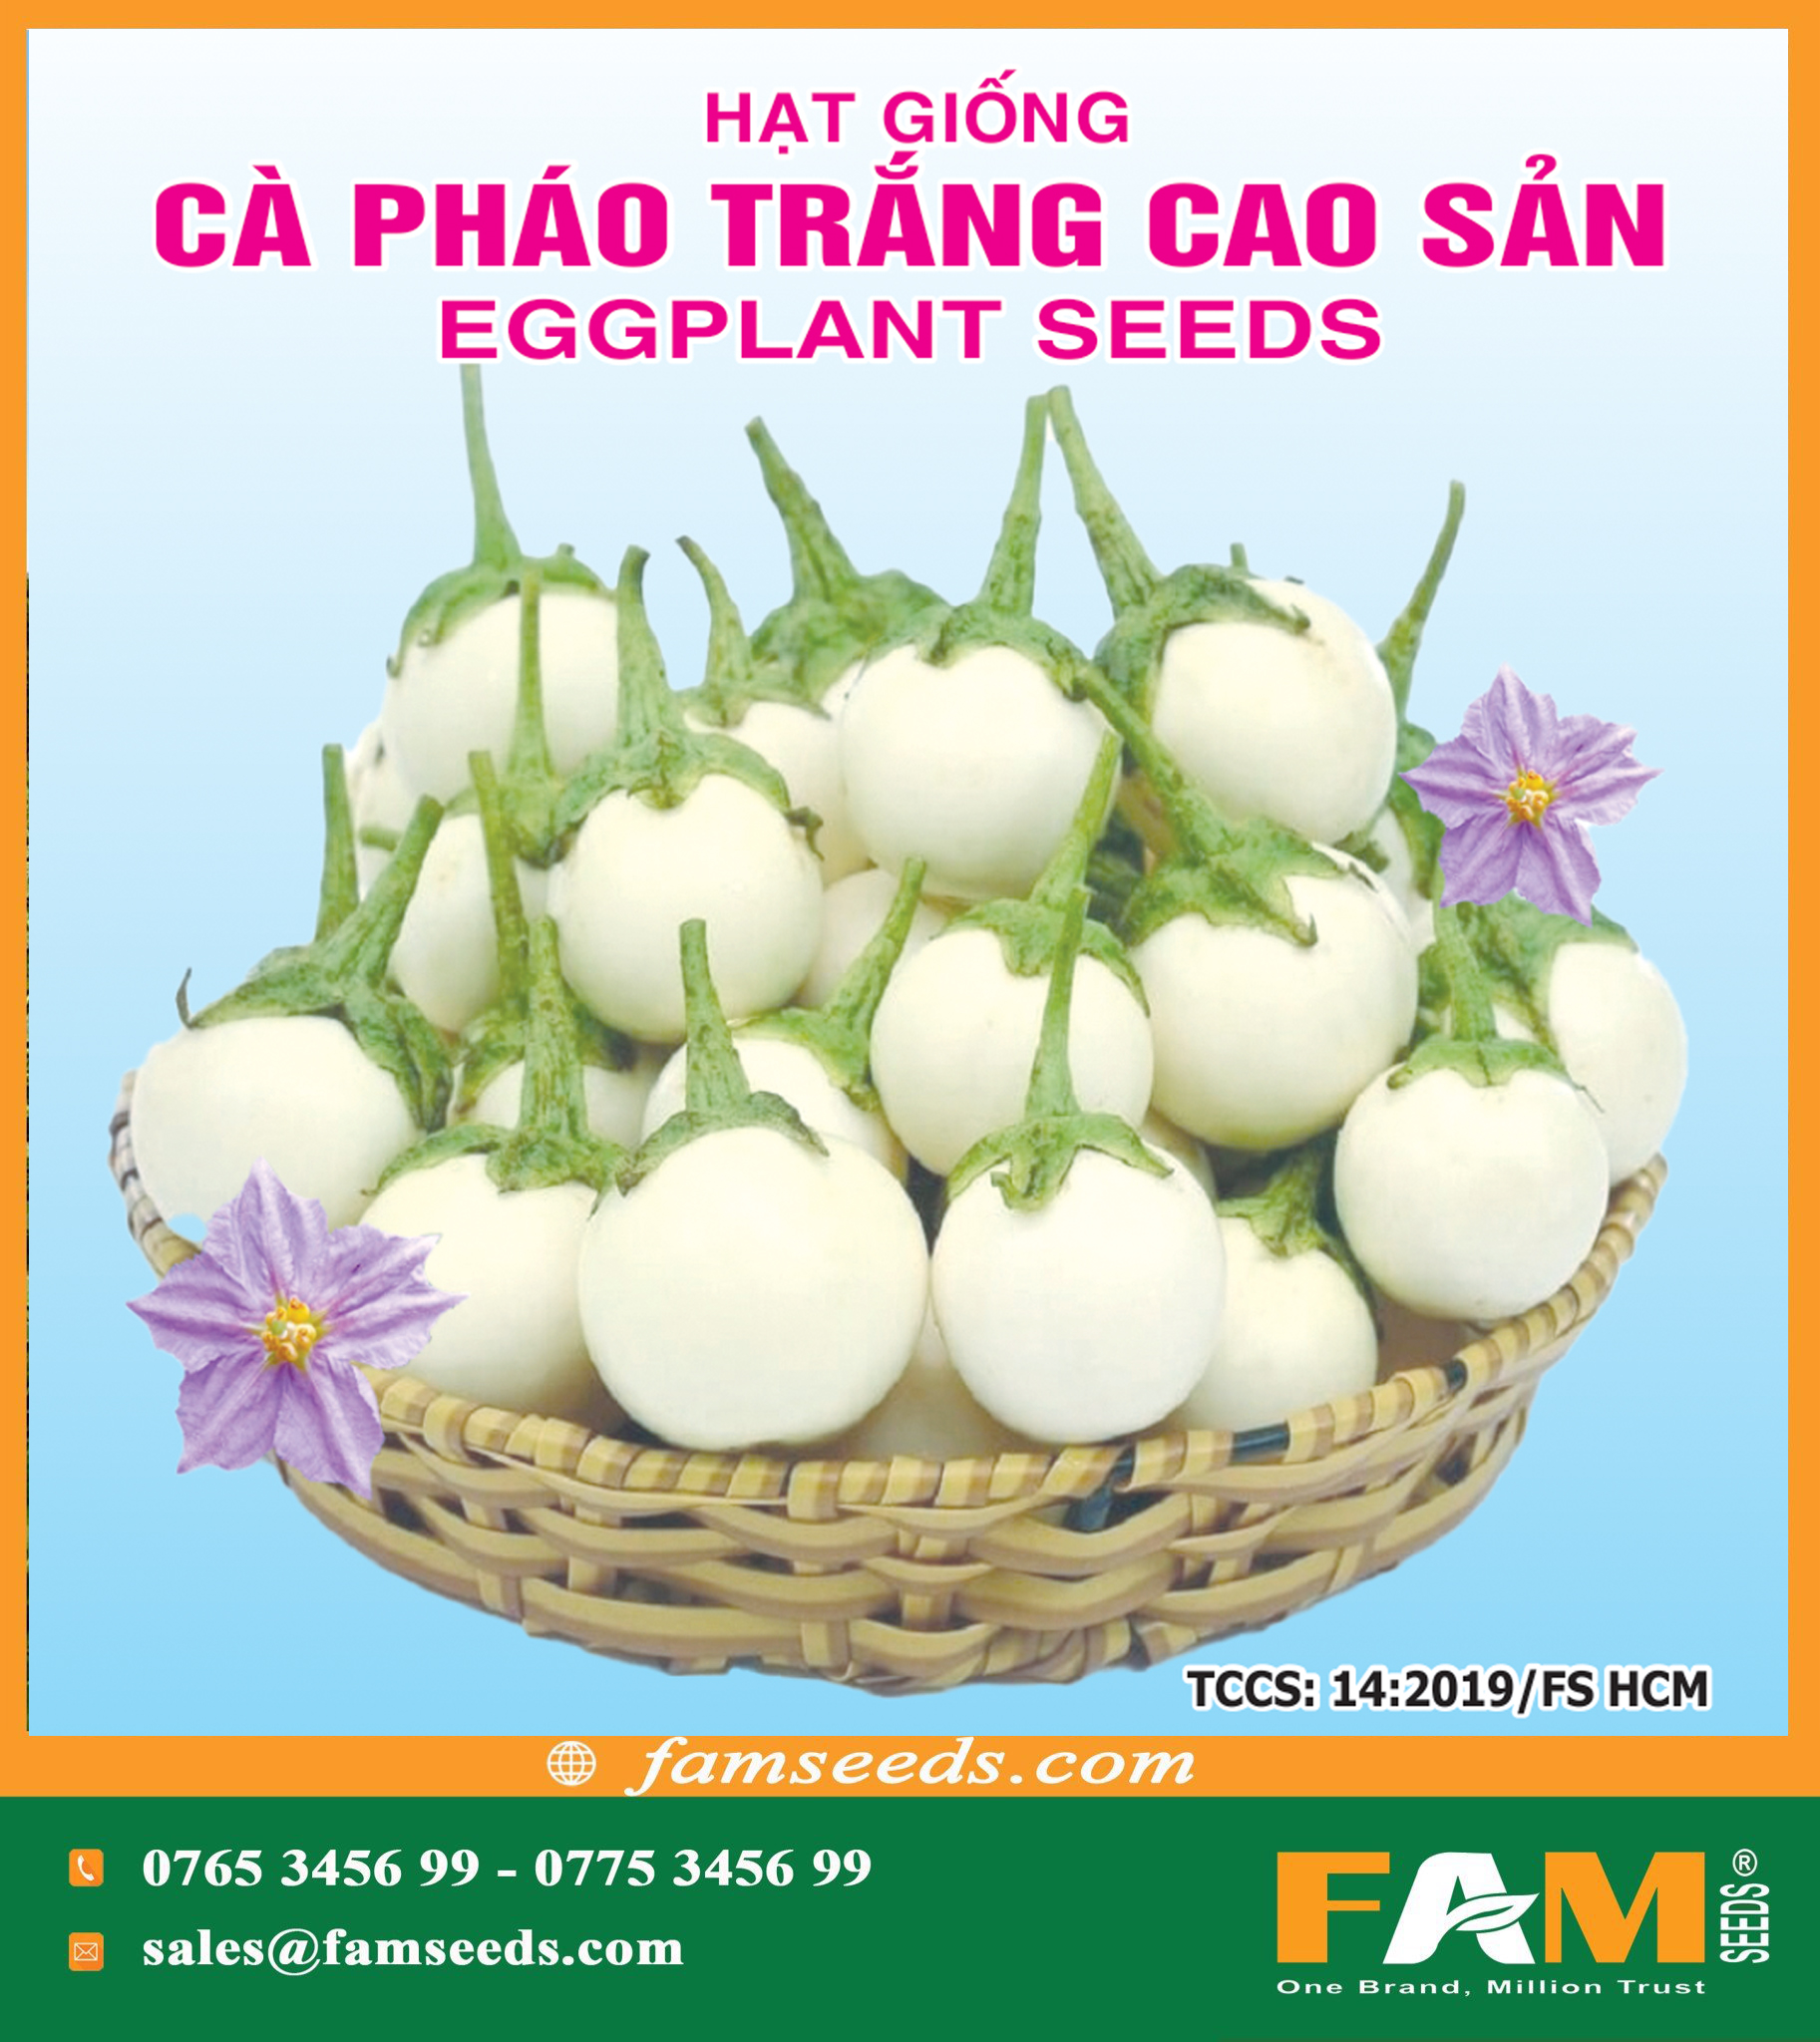 HẠT GIỐNG
CÀ PHÁO TRẮNG CAO SẢN
EGGPLANT SEEDS
TCCS: 14:2019/FS HCM
famseeds.com
0765 3456 99 - 0775 3456 99
sales@famseeds.com
FAM SEEDS®
One Brand, Million Trust